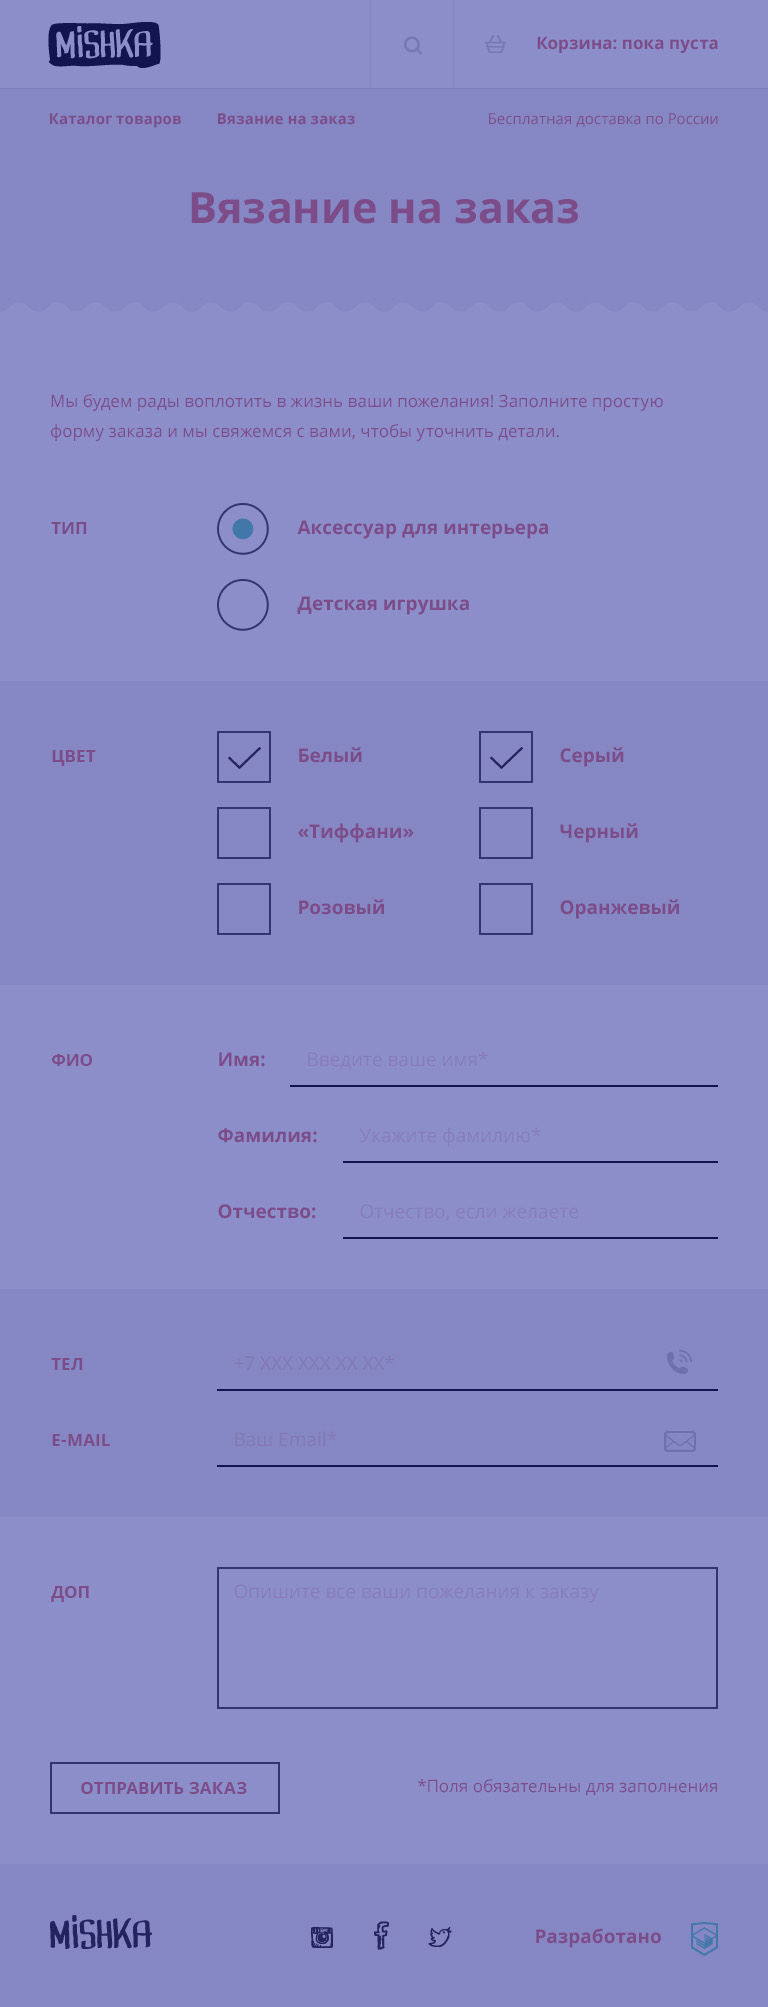 MiSHKA
Корзина: пока пуста
Каталог товаров
Вязание на заказ
Бесплатная доставка по России
Вязание на заказ
Мы будем рады воплотить в жизнь ваши пожелания! Заполните простую
форму заказа и мы свяжемся с вами, чтобы уточнить детали.
ТИП
Аксессуар для интерьера
Детская игрушка
ЦВЕТ
Белый
Серый
«Тиффани»
Черный
Розовый
Оранжевый
ФИО
Имя: Введите ваше имя*
Фамилия: Укажите фамилию*
Отчество: Отчество, если желаете
ТЕЛ
+7 XXX XXX XX XX*
E-MAIL
Ваш Email*
ДОП
Опишите все ваши пожелания к заказу
ОТПРАВИТЬ ЗАКАЗ
*Поля обязательны для заполнения
MiSHKA
Разработано